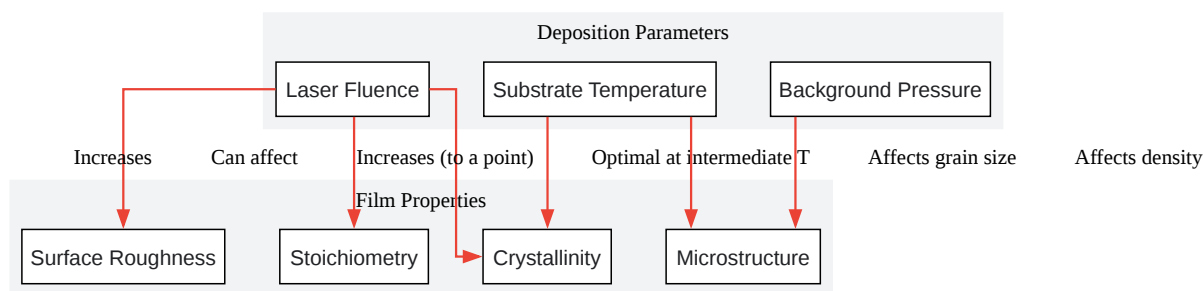 Deposition Parameters
Laser Fluence
Substrate Temperature
Background Pressure
Increases
Can affect
Increases (to a point)
Optimal at intermediate T
Affects grain size
Affects density
Film Properties
Surface Roughness
Stoichiometry
Crystallinity
Microstructure